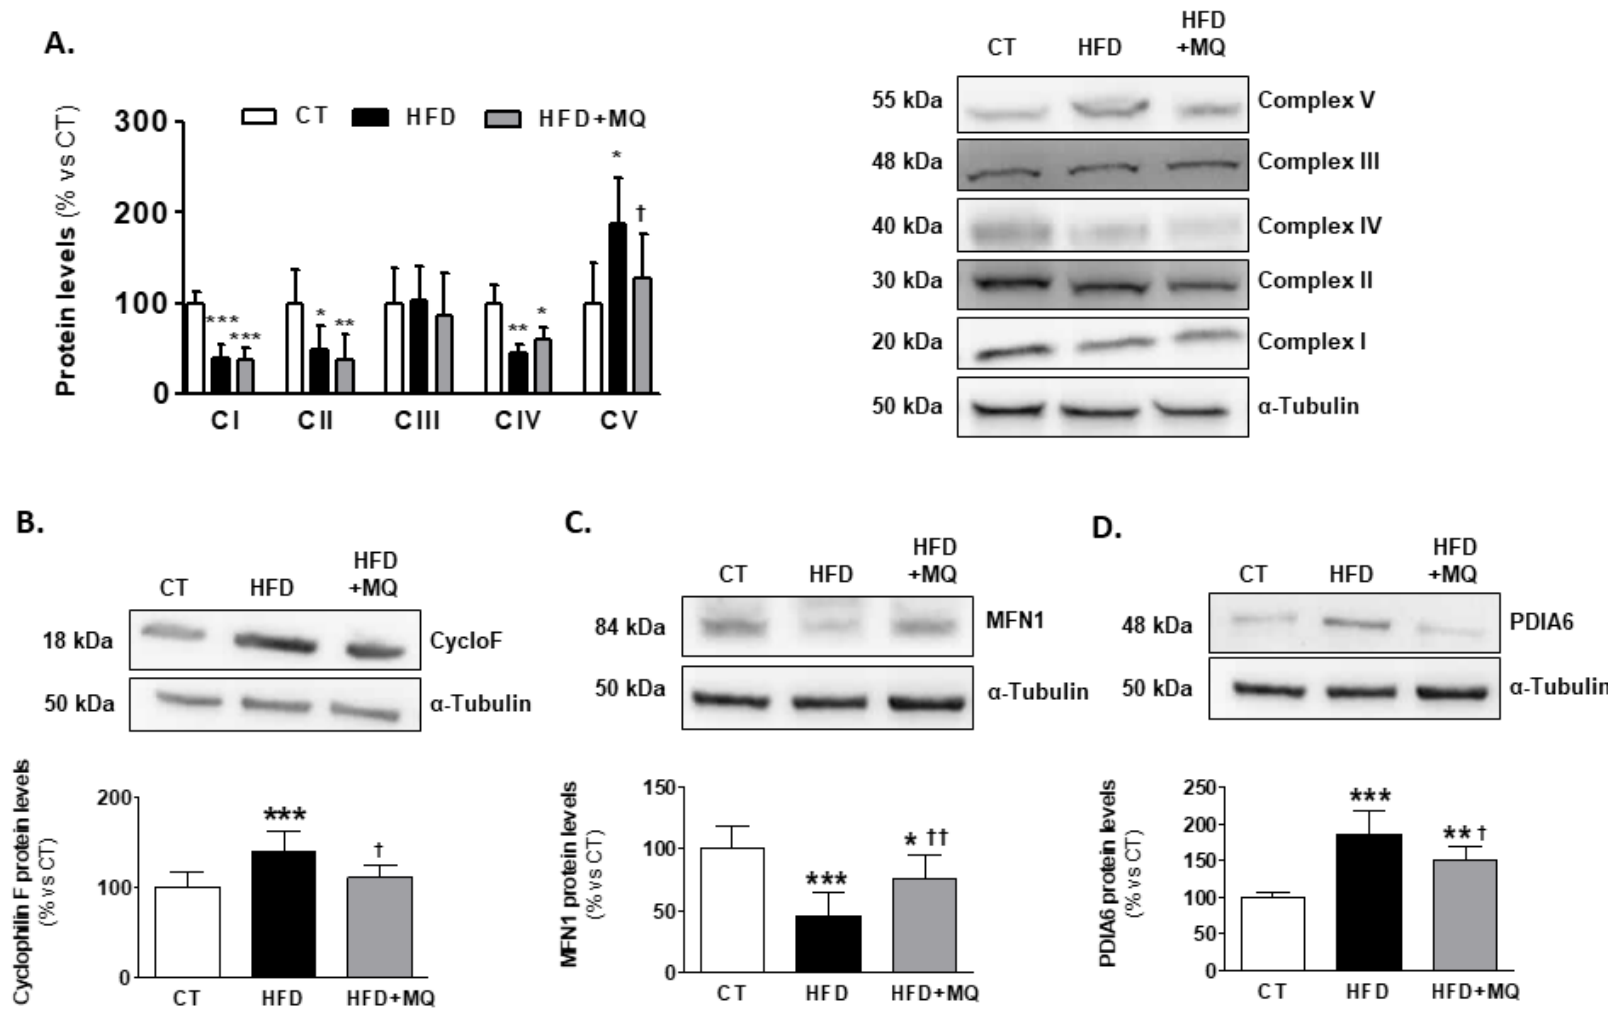 A.
CT HFD HFD+MQ
Protein levels (% vs CT)
300
200
100
0
*** *** * ** ** * * †
CI CII CIII CIV CV
HFD
CT HFD +MQ
55 kDa Complex V
48 kDa Complex III
40 kDa Complex IV
30 kDa Complex II
20 kDa Complex I
50 kDa α-Tubulin
B.
HFD
CT HFD +MQ
18 kDa CycloF
50 kDa α-Tubulin
Cyclophilin F protein levels
(% vs CT)
200
100
0
*** †
CT HFD HFD+MQ
C.
HFD
CT HFD +MQ
84 kDa MFN1
50 kDa α-Tubulin
MFN1 protein levels
(% vs CT)
150
100
50
0
*** * ††
CT HFD HFD+MQ
D.
HFD
CT HFD +MQ
48 kDa PDIA6
50 kDa α-Tubulin
PDIA6 protein levels
(% vs CT)
250
200
150
100
50
0
*** ** †
CT HFD HFD+MQ